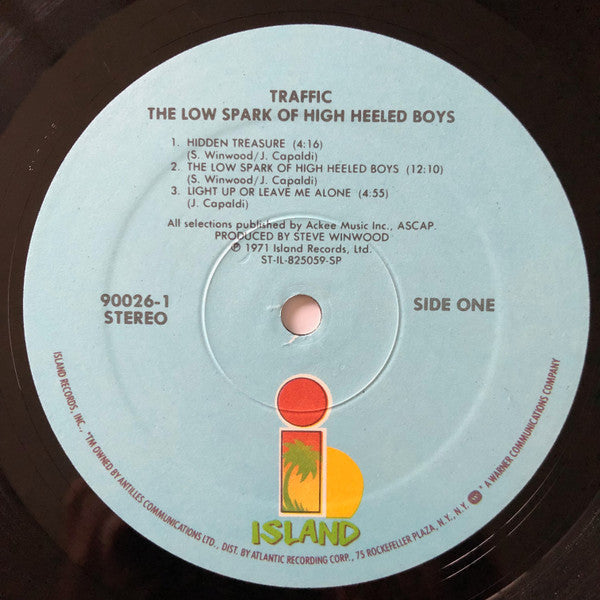 TRAFFIC
THE LOW SPARK OF HIGH HEELED BOYS
1. HIDDEN TREASURE (4:16)
(S. Winwood/J. Capaldi)
2. THE LOW SPARK OF HIGH HEELED BOYS (12:10)
(S. Winwood/J. Capaldi)
3. LIGHT UP OR LEAVE ME ALONE (4:55)
(J. Capaldi)
All selections published by Ackee Music Inc., ASCAP.
PRODUCED BY STEVE WINWOOD
℗ 1971 Island Records, Ltd.
ST-IL-825059-SP
90026-1
STEREO
SIDE ONE
i
ISLAND
ISLAND RECORDS, INC., *TM OWNED BY ANTILLES COMMUNICATIONS LTD., DIST. BY ATLANTIC RECORDING CORP., 75 ROCKEFELLER PLAZA, N.Y., N.Y. * A WARNER COMMUNICATIONS COMPANY